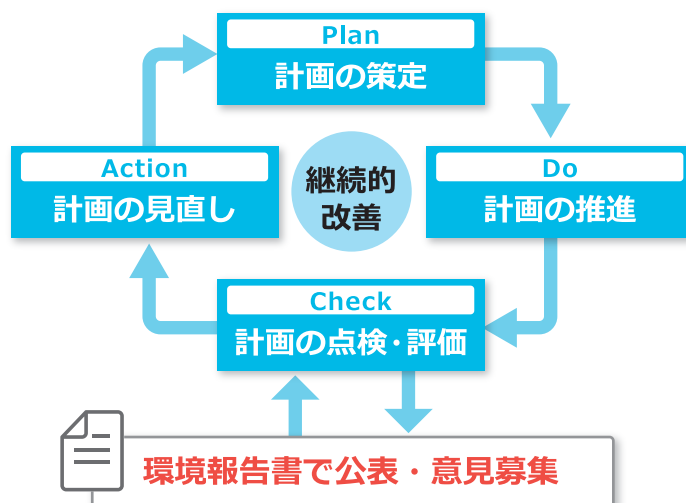 Plan
計画の策定
Action
計画の見直し
継続的
改善
Do
計画の推進
Check
計画の点検・評価
環境報告書で公表・意見募集